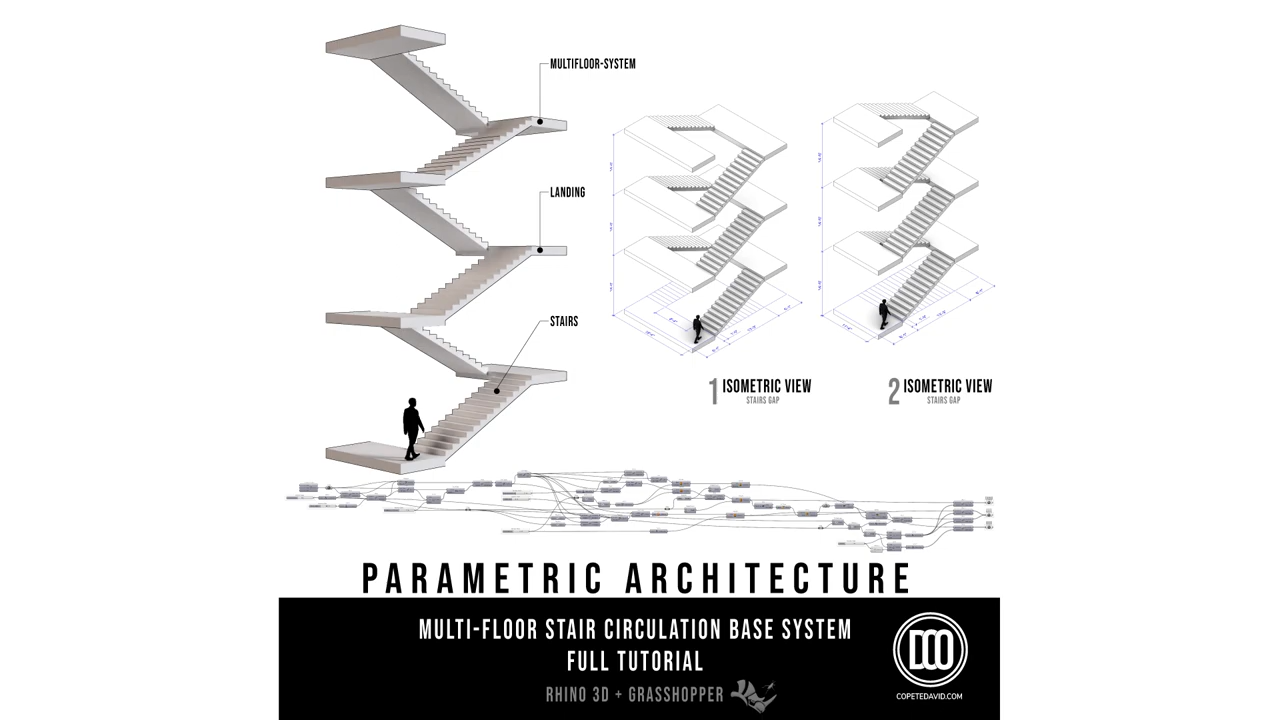 MULTIFLOOR-SYSTEM
LANDING
STAIRS
1 ISOMETRIC VIEW
STAIRS GAP
2 ISOMETRIC VIEW
STAIRS GAP
PARAMETRIC ARCHITECTURE
MULTI-FLOOR STAIR CIRCULATION BASE SYSTEM
FULL TUTORIAL
RHINO 3D + GRASSHOPPER
DCO
COPETEDAVID.COM